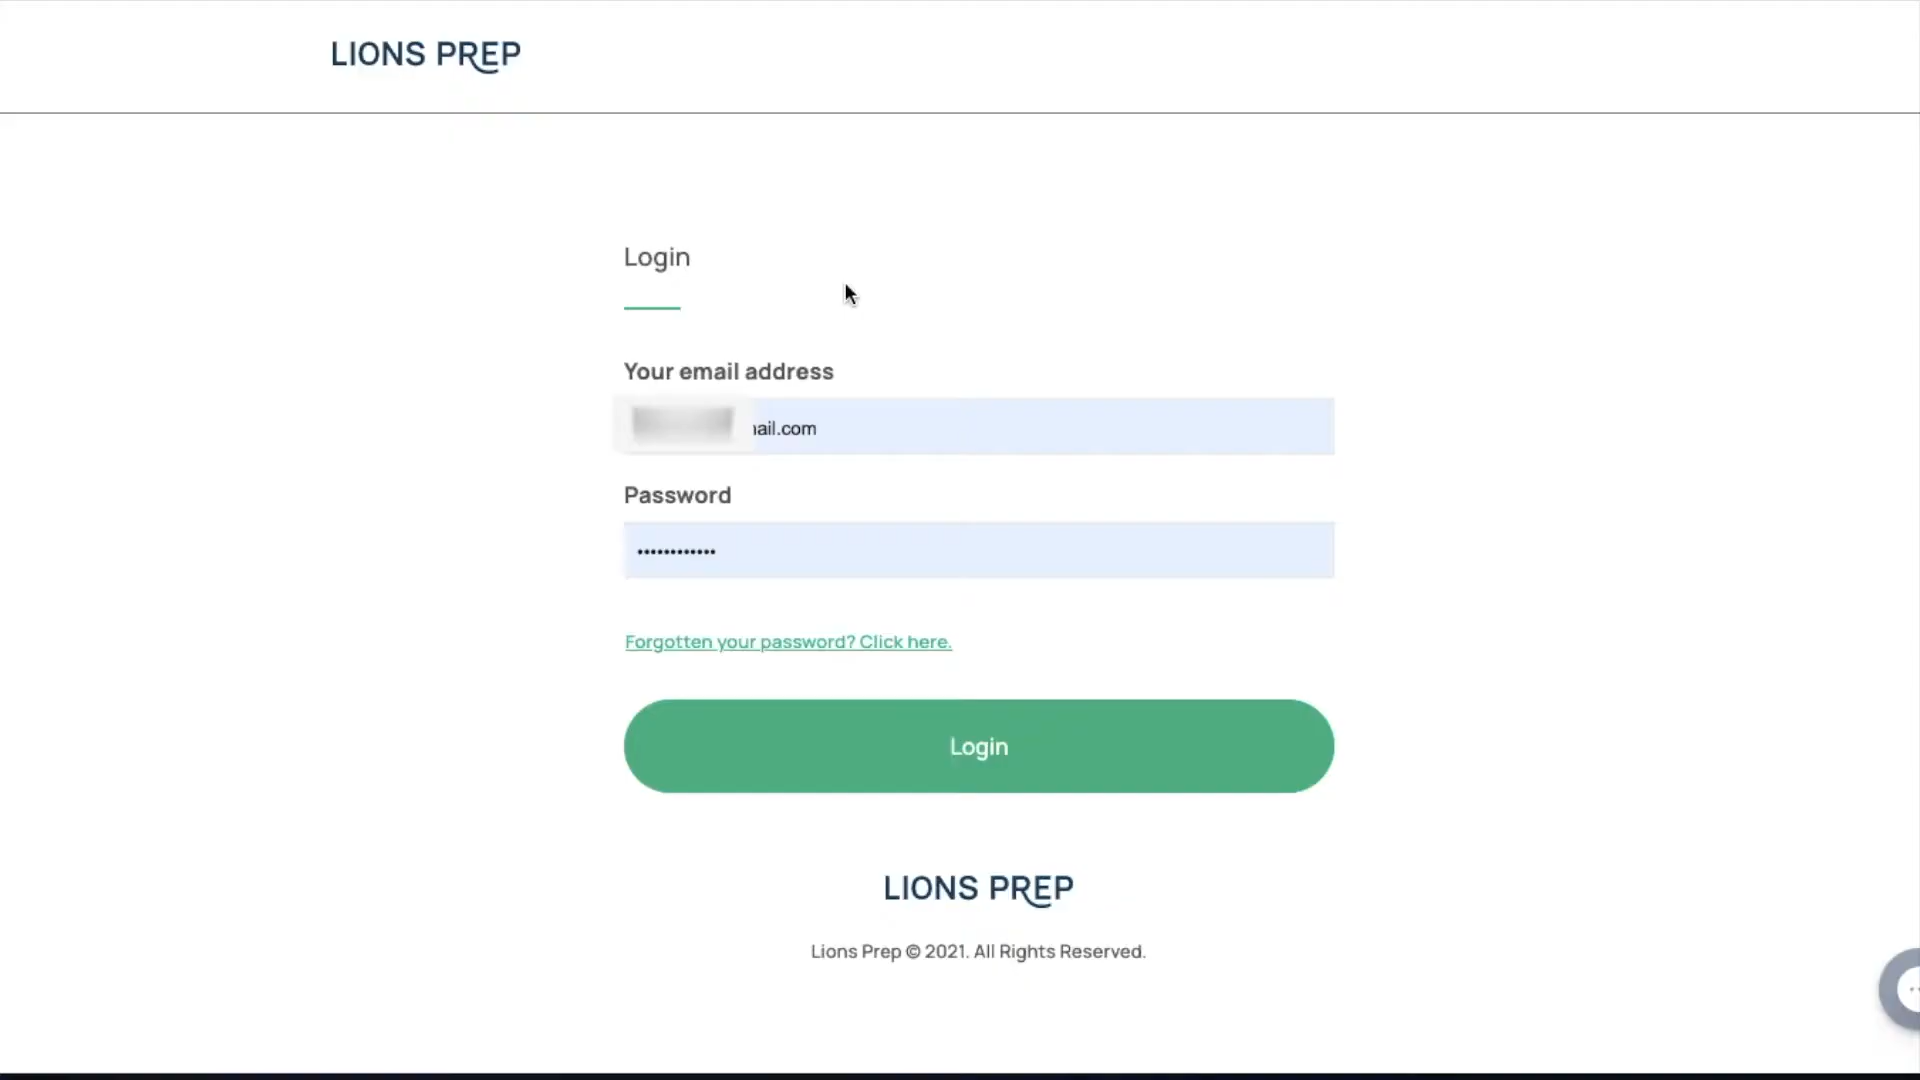 LIONS PREP
Login
Your email address
ail.com
Password
Forgotten your password? Click here.
Login
LIONS PREP
Lions Prep © 2021. All Rights Reserved.